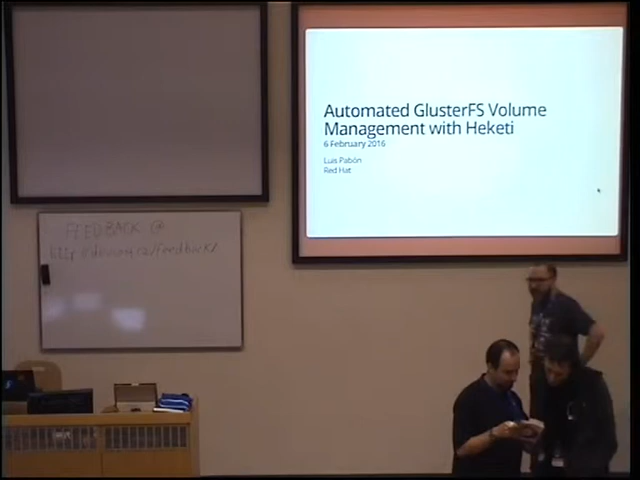 Automated GlusterFS Volume
Management with Heketi
6 February 2016
Luis Pabón
Red Hat
FEEDBACK @